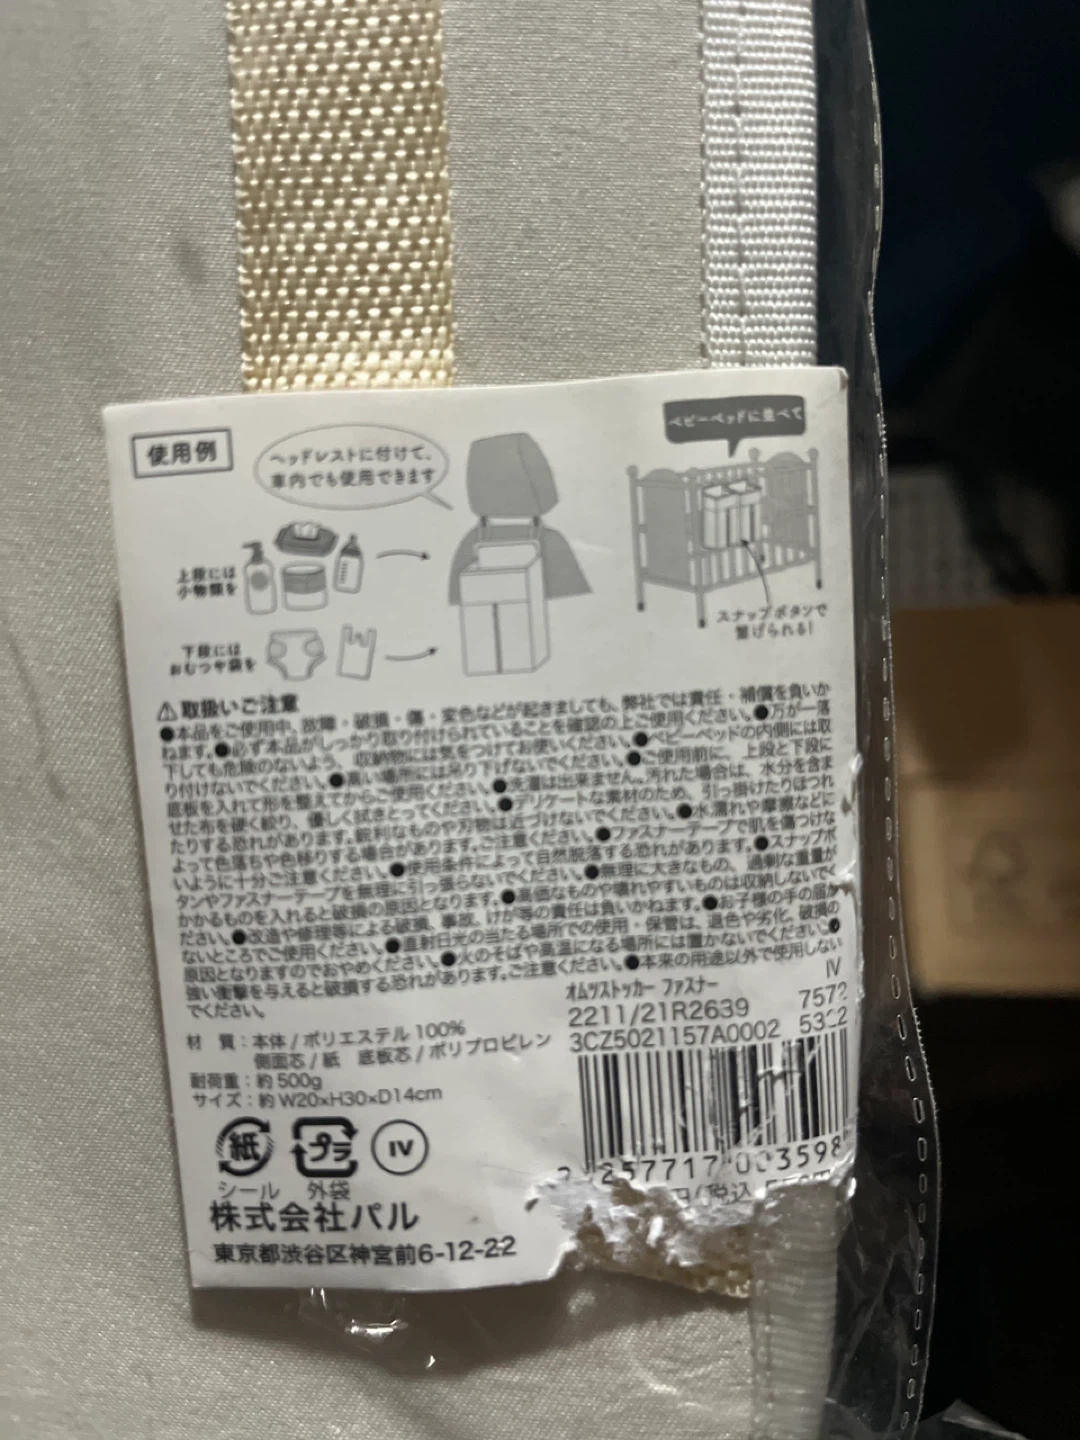 使用例
ヘッドレストに付けて、
車内でも使用できます
ベビーベッドに並べて
上段には
小物類を
スナップボタンで
繋げられる!
下段には
おむつや袋を
⚠取扱いご注意
●本品をご使用中、故障・破損・傷・変色などが起きましても、弊社では責任・補償を負いか
ねます。●必ず本品がしっかり取り付けられていることを確認の上ご使用ください。●万が一落
下しても危険のないよう、収納物には気をつけてお使いください。●ベビーベッドの内側には取
り付けないでください。●高い場所には吊り下げないでください。●ご使用前に、上段と下段に
底板を入れて形を整えてからご使用ください。●洗濯は出来ません。汚れた場合は、水分を含ま
せた布を硬く絞り、優しく拭きとってください。●デリケートな素材のため、引っ掛けたりほつれ
たりする恐れがあります。鋭利なものや刃物は近づけないでください。●水濡れや摩擦などに
よって色落ちや色移りする場合があります。ご注意ください。●ファスナーテープで肌を傷つけな
いように十分ご注意ください。●使用条件によって自然脱落する恐れがあります。●スナップボ
タンやファスナーテープを無理に引っ張らないでください。●無理に大きなもの、過剰な重量が
かかるものを入れると破損の原因となります。●高価なものや壊れやすいものは収納しないでく
ださい。●改造や修理等による破損、事故、けが等の責任は負いかねます。●お子様の手の届か
ないところでご使用ください。●直射日光の当たる場所での使用・保管は、退色や劣化、破損の
原因となりますのでおやめください。●火のそばや高温になる場所には置かないでください。●
強い衝撃を与えると破損する恐れがあります。ご注意ください。●本来の用途以外で使用しない
でください。
オムツストッカー ファスナー IV
2211/21R2639 7572
3CZ5021157A0002
材 質:本体/ポリエステル 100%
側面芯/紙 底板芯/ポリプロピレン
耐荷重:約 500g
サイズ:約 W20×H30×D14cm
紙 プラ IV
シール 外袋
257717 003598
株式会社パル
東京都渋谷区神宮前6-12-22